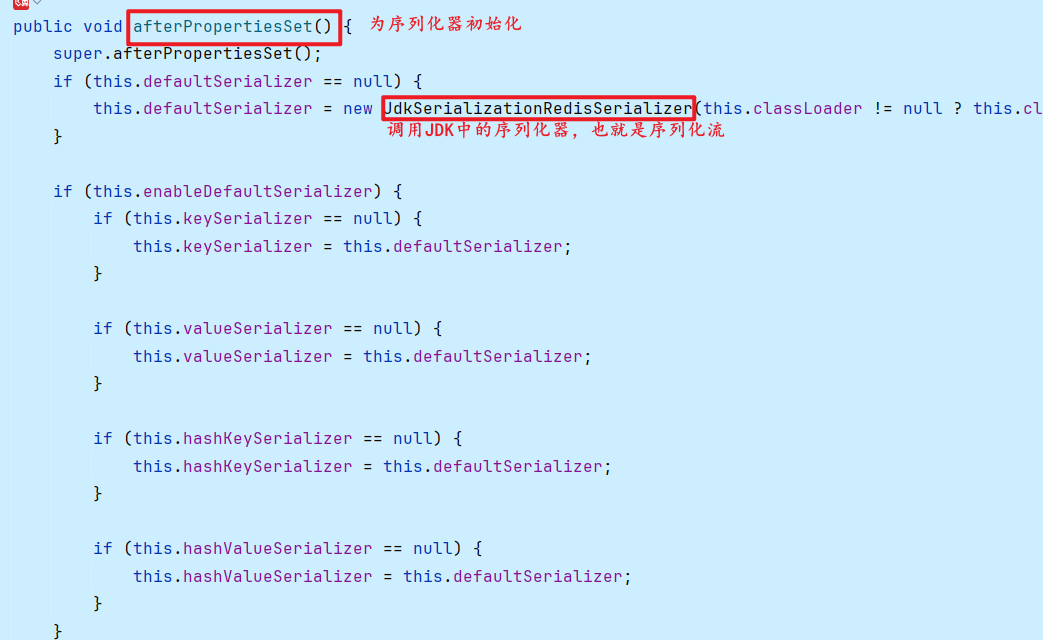 public void afterPropertiesSet() { 为序列化器初始化
super.afterPropertiesSet();
if (this.defaultSerializer == null) {
this.defaultSerializer = new JdkSerializationRedisSerializer(this.classLoader != null ? this.cl
调用JDK中的序列化器，也就是序列化流
}
if (this.enableDefaultSerializer) {
if (this.keySerializer == null) {
this.keySerializer = this.defaultSerializer;
}
if (this.valueSerializer == null) {
this.valueSerializer = this.defaultSerializer;
}
if (this.hashKeySerializer == null) {
this.hashKeySerializer = this.defaultSerializer;
}
if (this.hashValueSerializer == null) {
this.hashValueSerializer = this.defaultSerializer;
}
}